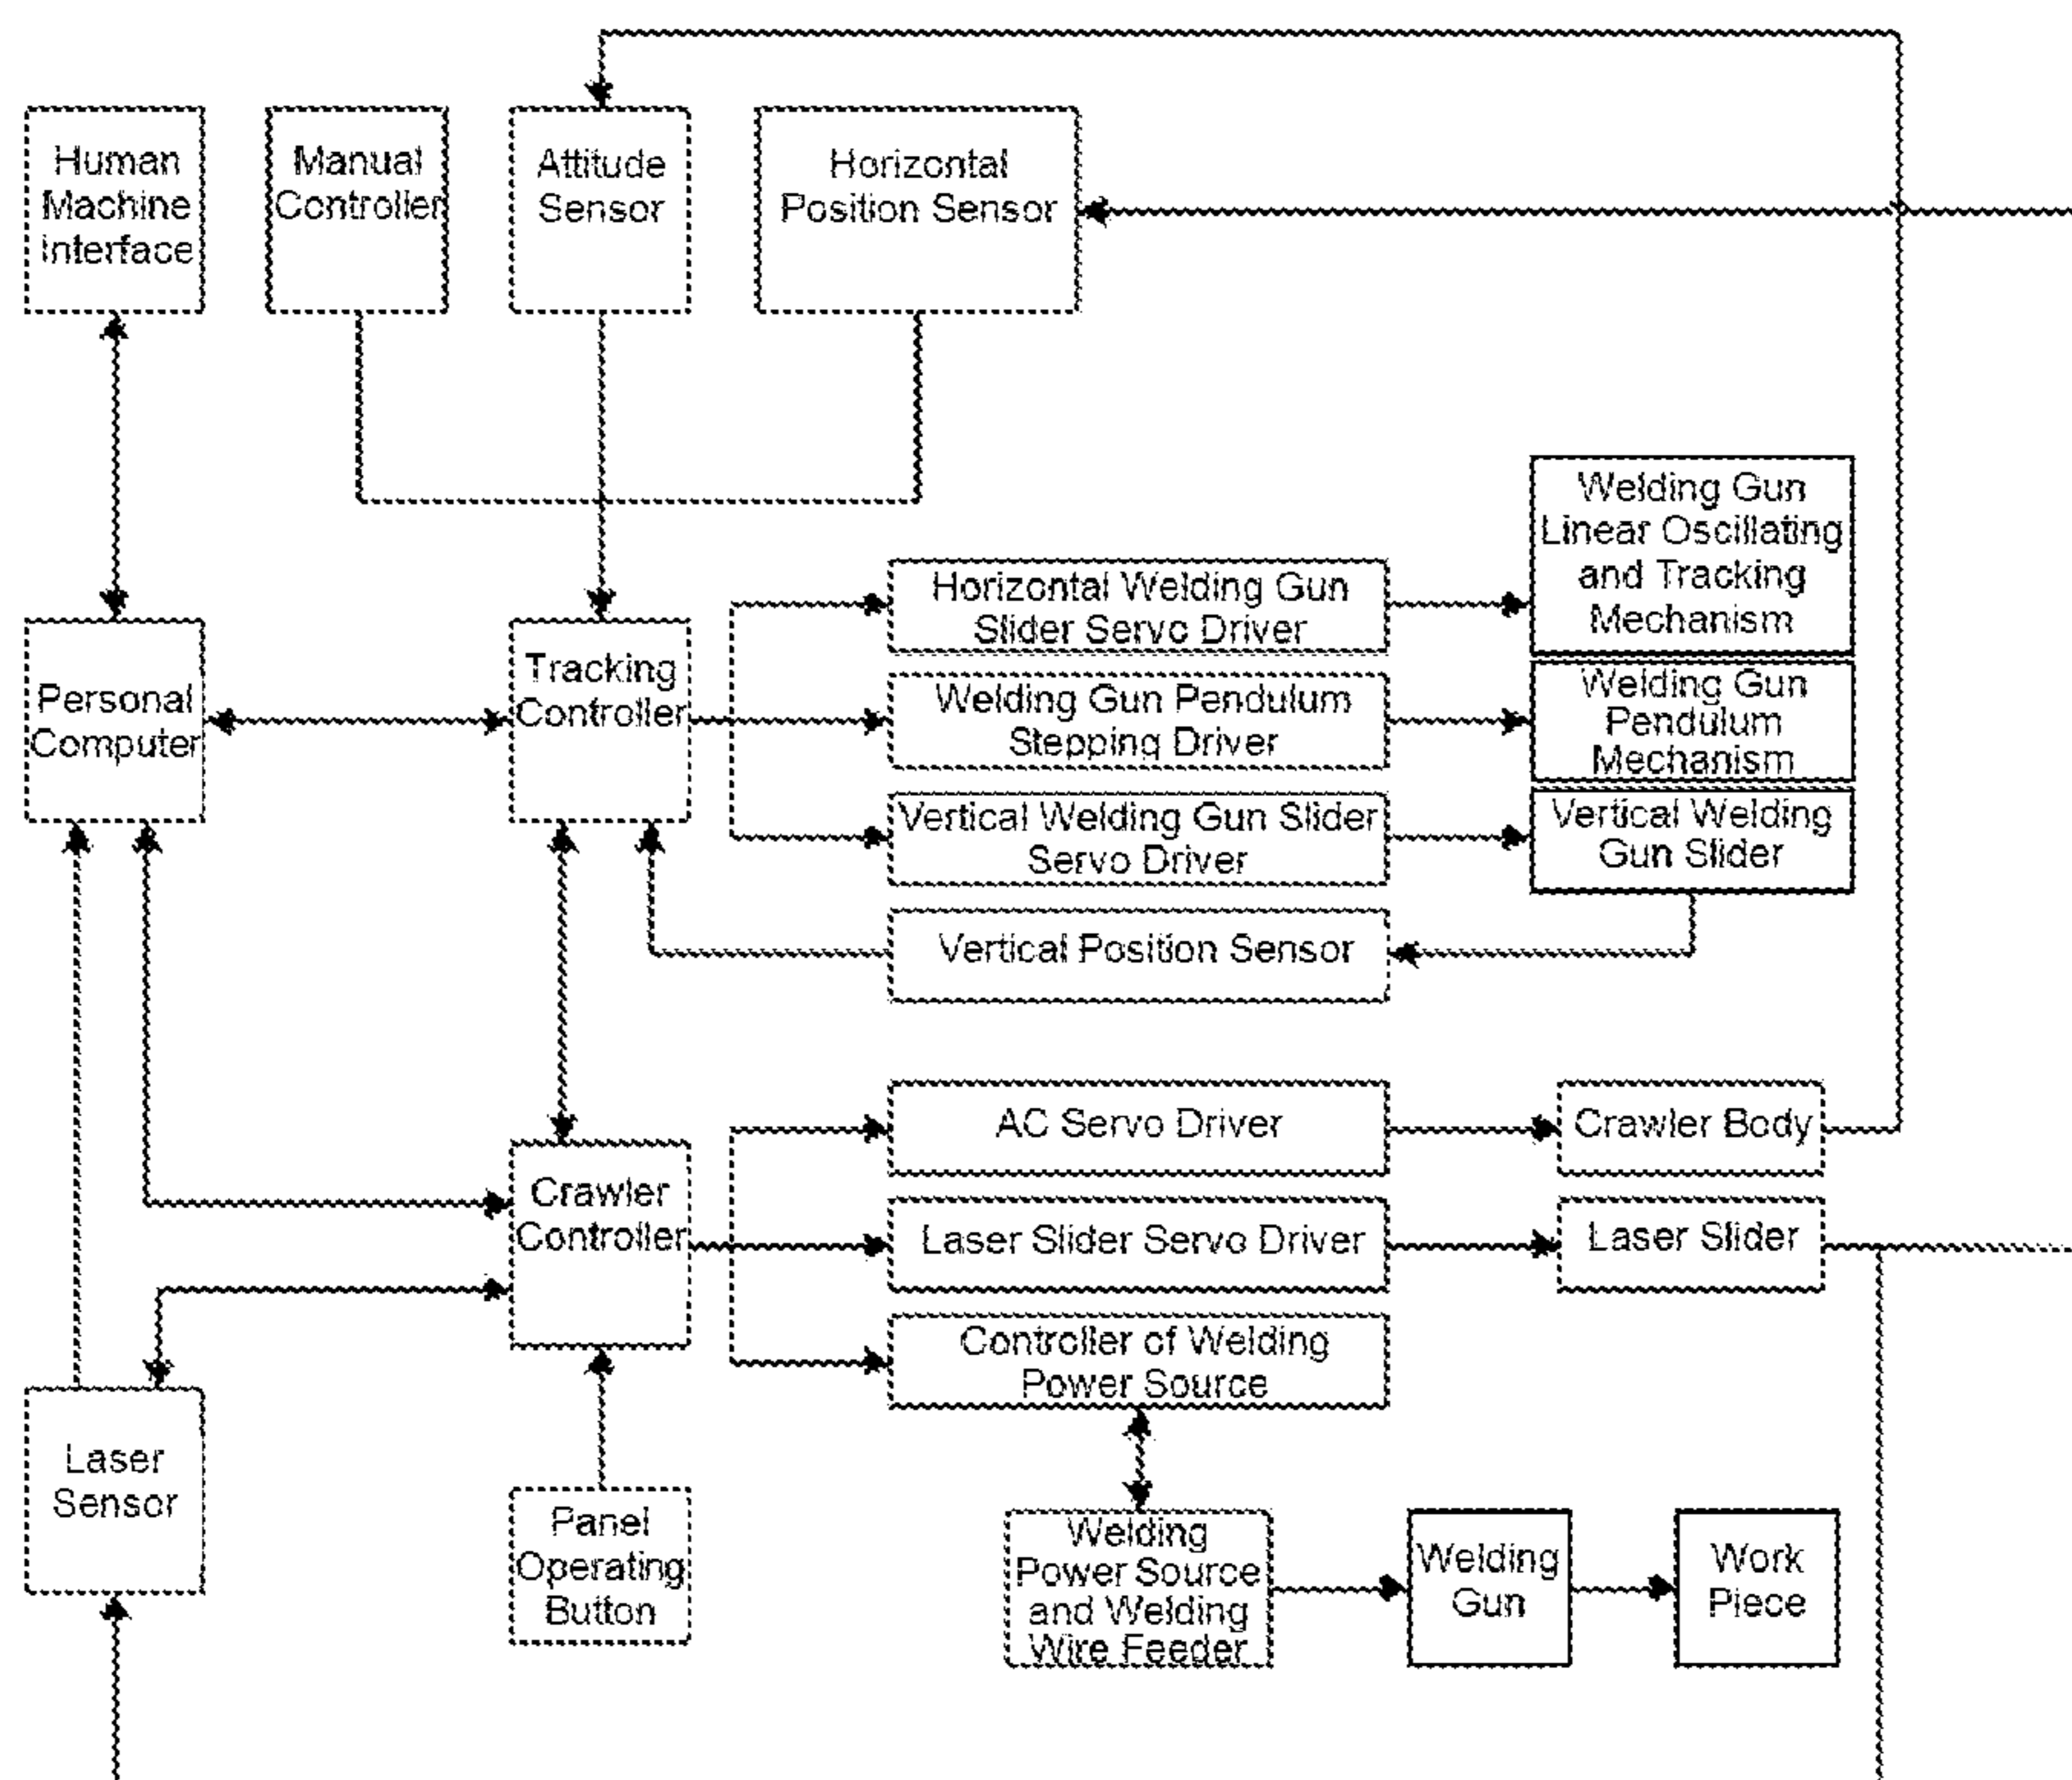 Human
Machine
Interface
Manual
Controller
Attitude
Sensor
Horizontal
Position Sensor
Welding Gun
Linear Oscillating
and Tracking
Mechanism
Horizontal Welding Gun
Slider Servo Driver
Tracking
Controller
Personal
Computer
Welding Gun Pendulum
Stepping Driver
Welding Gun
Pendulum
Mechanism
Vertical Welding Gun Slider
Servo Driver
Vertical Welding
Gun Slider
Vertical Position Sensor
AC Servo Driver
Crawler Body
Crawler
Controller
Laser Slider Servo Driver
Laser Slider
Controller of Welding
Power Source
Laser
Sensor
Panel
Operating
Button
Welding
Power Source
and Welding
Wire Feeder
Welding
Gun
Work
Piece